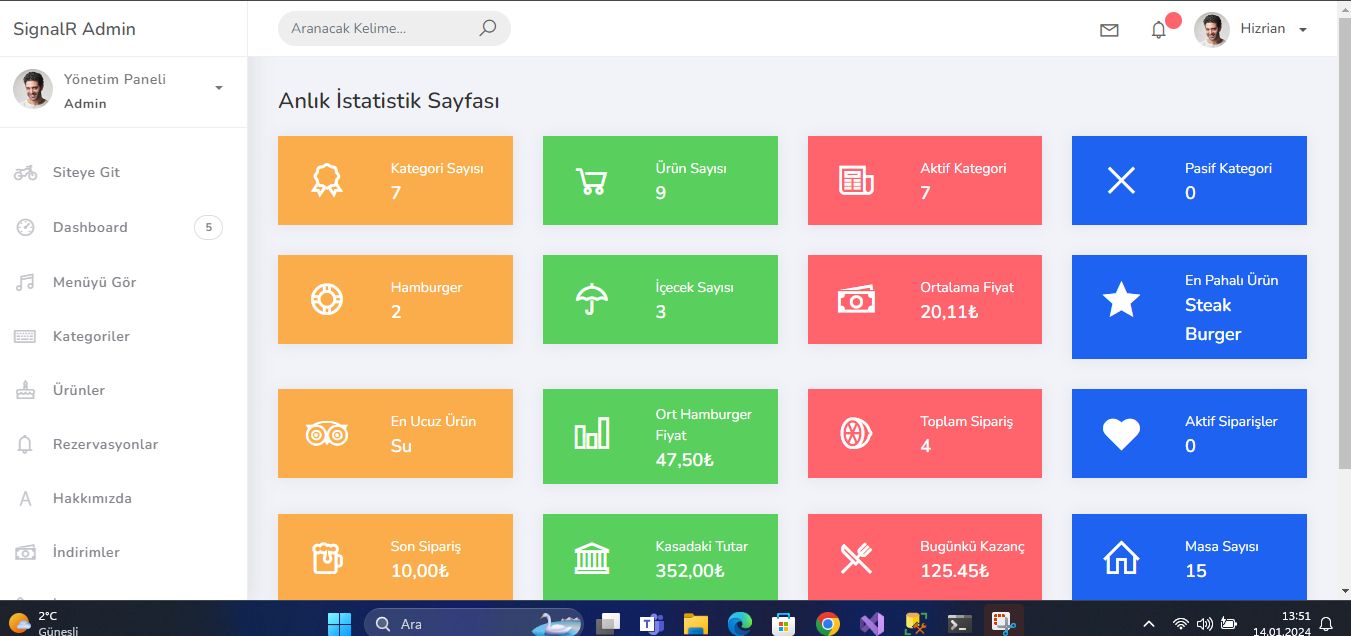 SignalR Admin
Aranacak Kelime...
Hizrian
Yönetim Paneli
Admin
Siteye Git
Dashboard
5
Menüyü Gör
Kategoriler
Ürünler
Rezervasyonlar
A
Hakkımızda
İndirimler
Anlık İstatistik Sayfası
Kategori Sayısı
7
Ürün Sayısı
9
Aktif Kategori
7
Pasif Kategori
0
Hamburger
2
İçecek Sayısı
3
Ortalama Fiyat
20,11₺
En Pahalı Ürün
Steak
Burger
En Ucuz Ürün
Su
Ort Hamburger
Fiyat
47,50₺
Toplam Sipariş
4
Aktif Siparişler
0
Son Sipariş
10,00₺
Kasadaki Tutar
352,00₺
Bugünkü Kazanç
125.45₺
Masa Sayısı
15
2°C
Güneşli
Ara
13:51
14.01.2024